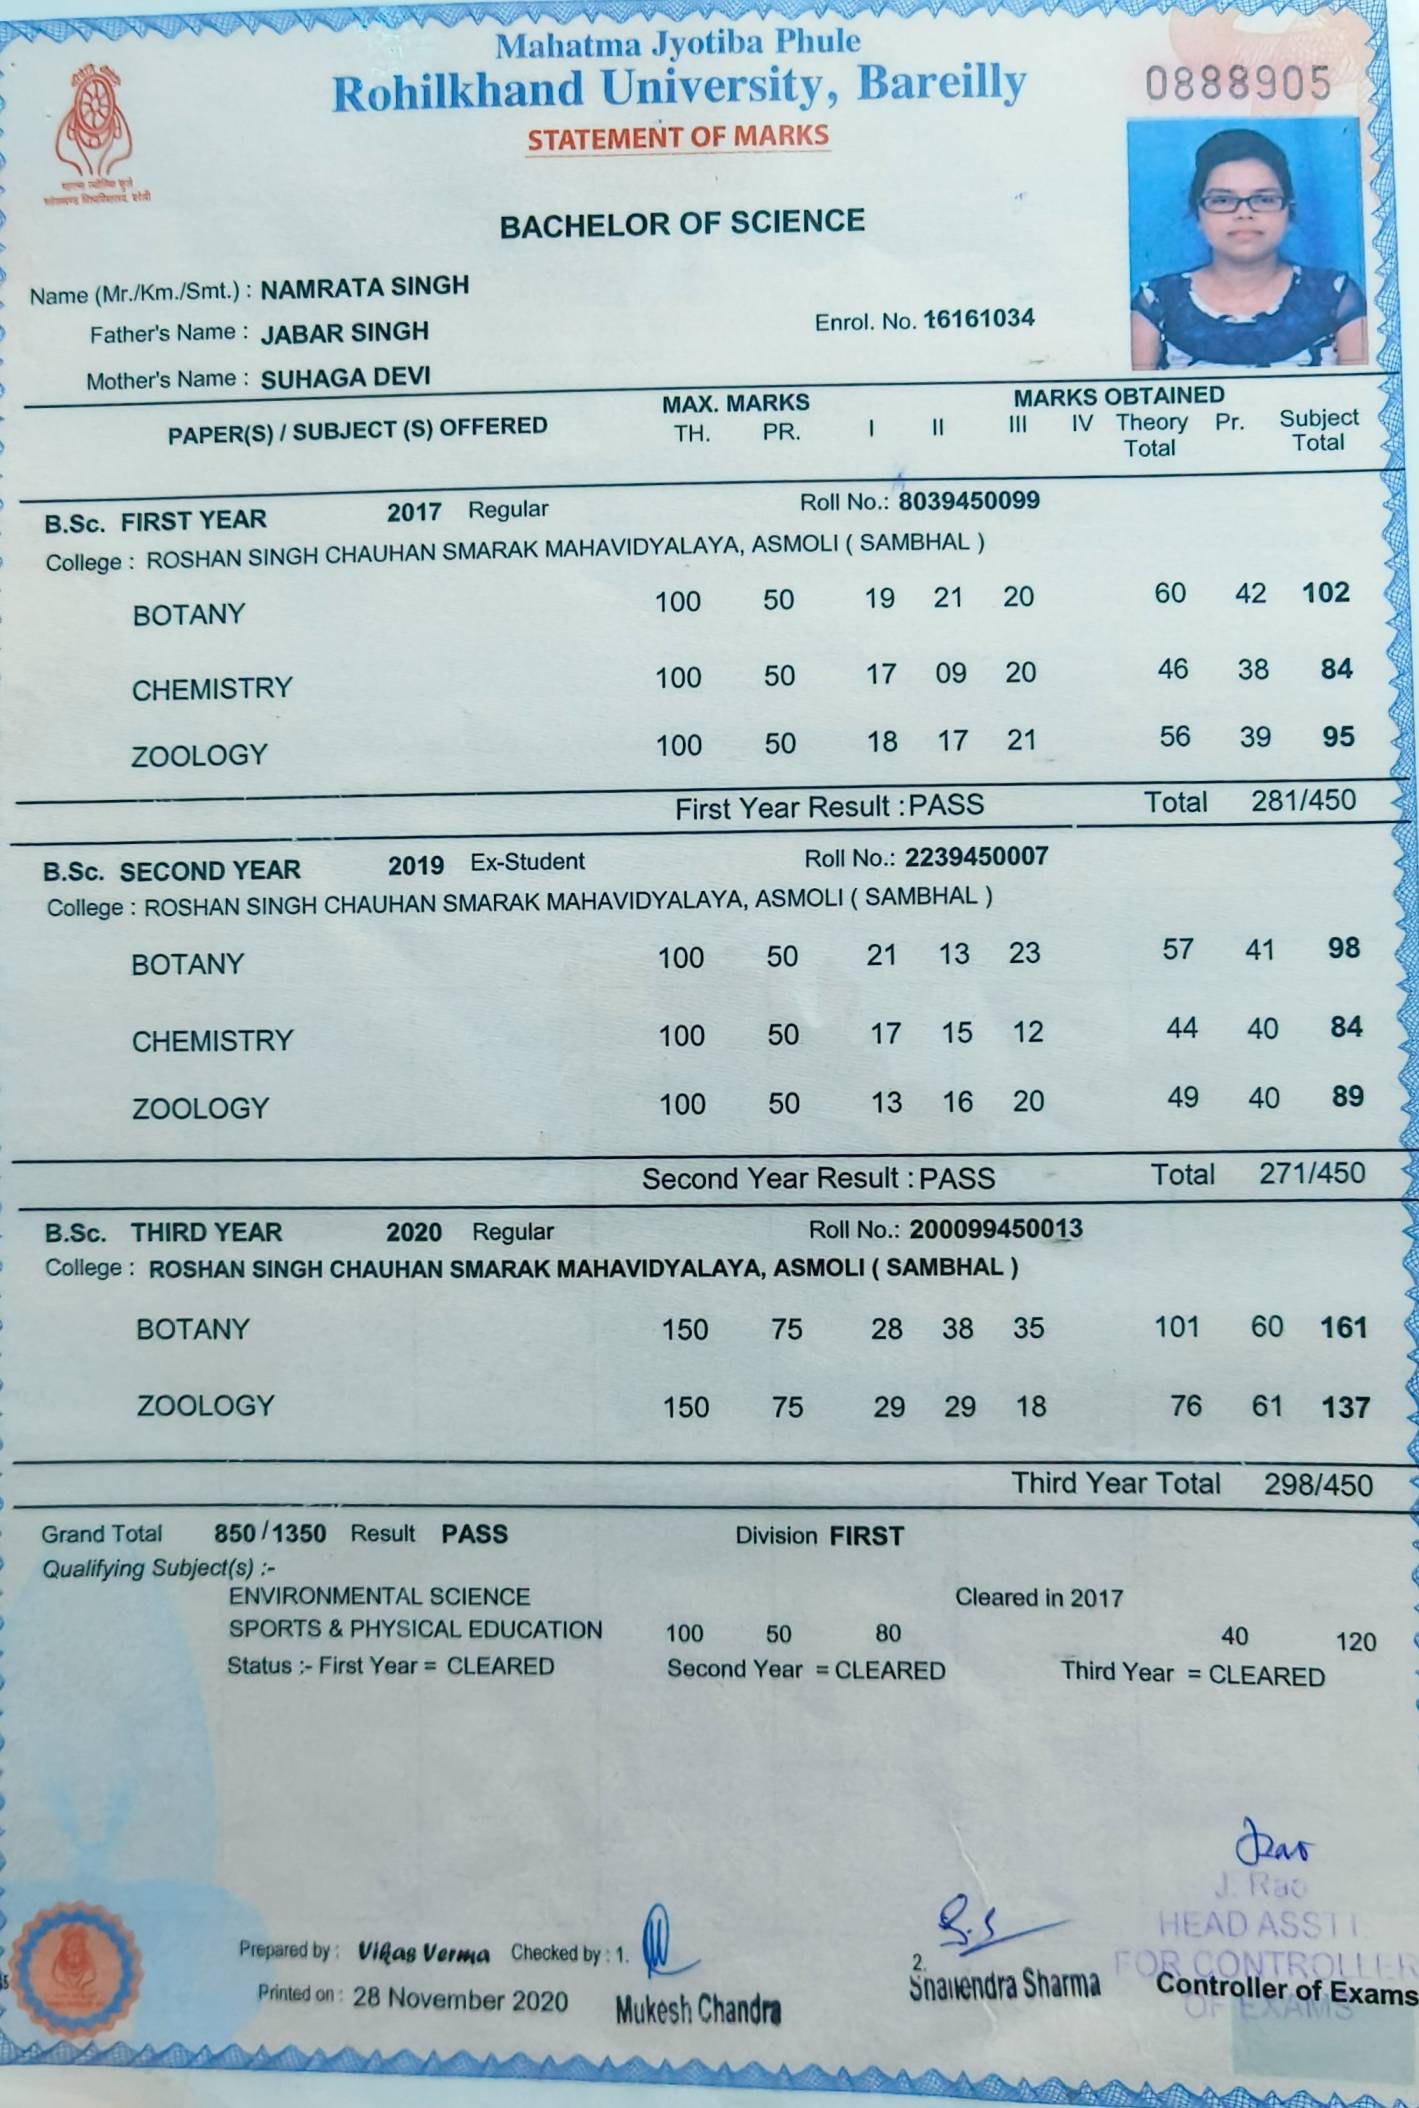 Mahatma Jyotiba Phule
Rohilkhand University, Bareilly
0888905
STATEMENT OF MARKS
BACHELOR OF SCIENCE
Name (Mr./Km./Smt.) : NAMRATA SINGH
Father's Name : JABAR SINGH
Enrol. No. 16161034
Mother's Name : SUHAGA DEVI
PAPER(S) / SUBJECT (S) OFFERED MAX. MARKS MARKS OBTAINED
TH. PR. I II III IV Theory Total Pr. Subject Total
B.Sc. FIRST YEAR 2017 Regular Roll No.: 8039450099
College : ROSHAN SINGH CHAUHAN SMARAK MAHAVIDYALAYA, ASMOLI ( SAMBHAL )
BOTANY 100 50 19 21 20 60 42 102
CHEMISTRY 100 50 17 09 20 46 38 84
ZOOLOGY 100 50 18 17 21 56 39 95
First Year Result : PASS Total 281/450
B.Sc. SECOND YEAR 2019 Ex-Student Roll No.: 2239450007
College : ROSHAN SINGH CHAUHAN SMARAK MAHAVIDYALAYA, ASMOLI ( SAMBHAL )
BOTANY 100 50 21 13 23 57 41 98
CHEMISTRY 100 50 17 15 12 44 40 84
ZOOLOGY 100 50 13 16 20 49 40 89
Second Year Result : PASS Total 271/450
B.Sc. THIRD YEAR 2020 Regular Roll No.: 200099450013
College : ROSHAN SINGH CHAUHAN SMARAK MAHAVIDYALAYA, ASMOLI ( SAMBHAL )
BOTANY 150 75 28 38 35 101 60 161
ZOOLOGY 150 75 29 29 18 76 61 137
Third Year Total 298/450
Grand Total 850/1350 Result PASS Division FIRST
Qualifying Subject(s) :-
ENVIRONMENTAL SCIENCE Cleared in 2017
SPORTS & PHYSICAL EDUCATION 100 50 80 40 120
Status :- First Year = CLEARED Second Year = CLEARED Third Year = CLEARED
J. Rao
HEAD ASSTT.
FOR CONTROLLER
OF EXAMS
Prepared by : Vikas Verma Checked by : 1. 2.
Printed on : 28 November 2020 Mukesh Chandra Shailendra Sharma Controller of Exams